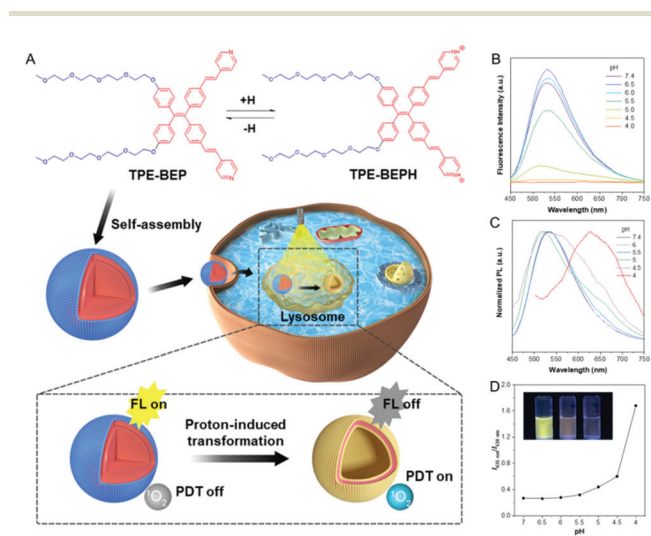 A
+H
-H
TPE-BEP
TPE-BEPH
Self-assembly
Lysosome
FL on
Proton-induced
transformation
FL off
¹O₂
PDT off
PDT on
¹O₂
B
Fluorescence Intensity (a.u.)
pH
7.4
6.5
6.0
5.5
5.0
4.5
4.0
450 500 550 600 650 700 750
Wavelength (nm)
C
Normalized PL (a.u.)
pH
7.4
6
5.5
5
4.5
4
450 500 550 600 650 700 750
Wavelength (nm)
D
2.0
1.6
1.2
0.8
0.4
0.0
7 6.5 6 5.5 5 4.5 4
pH